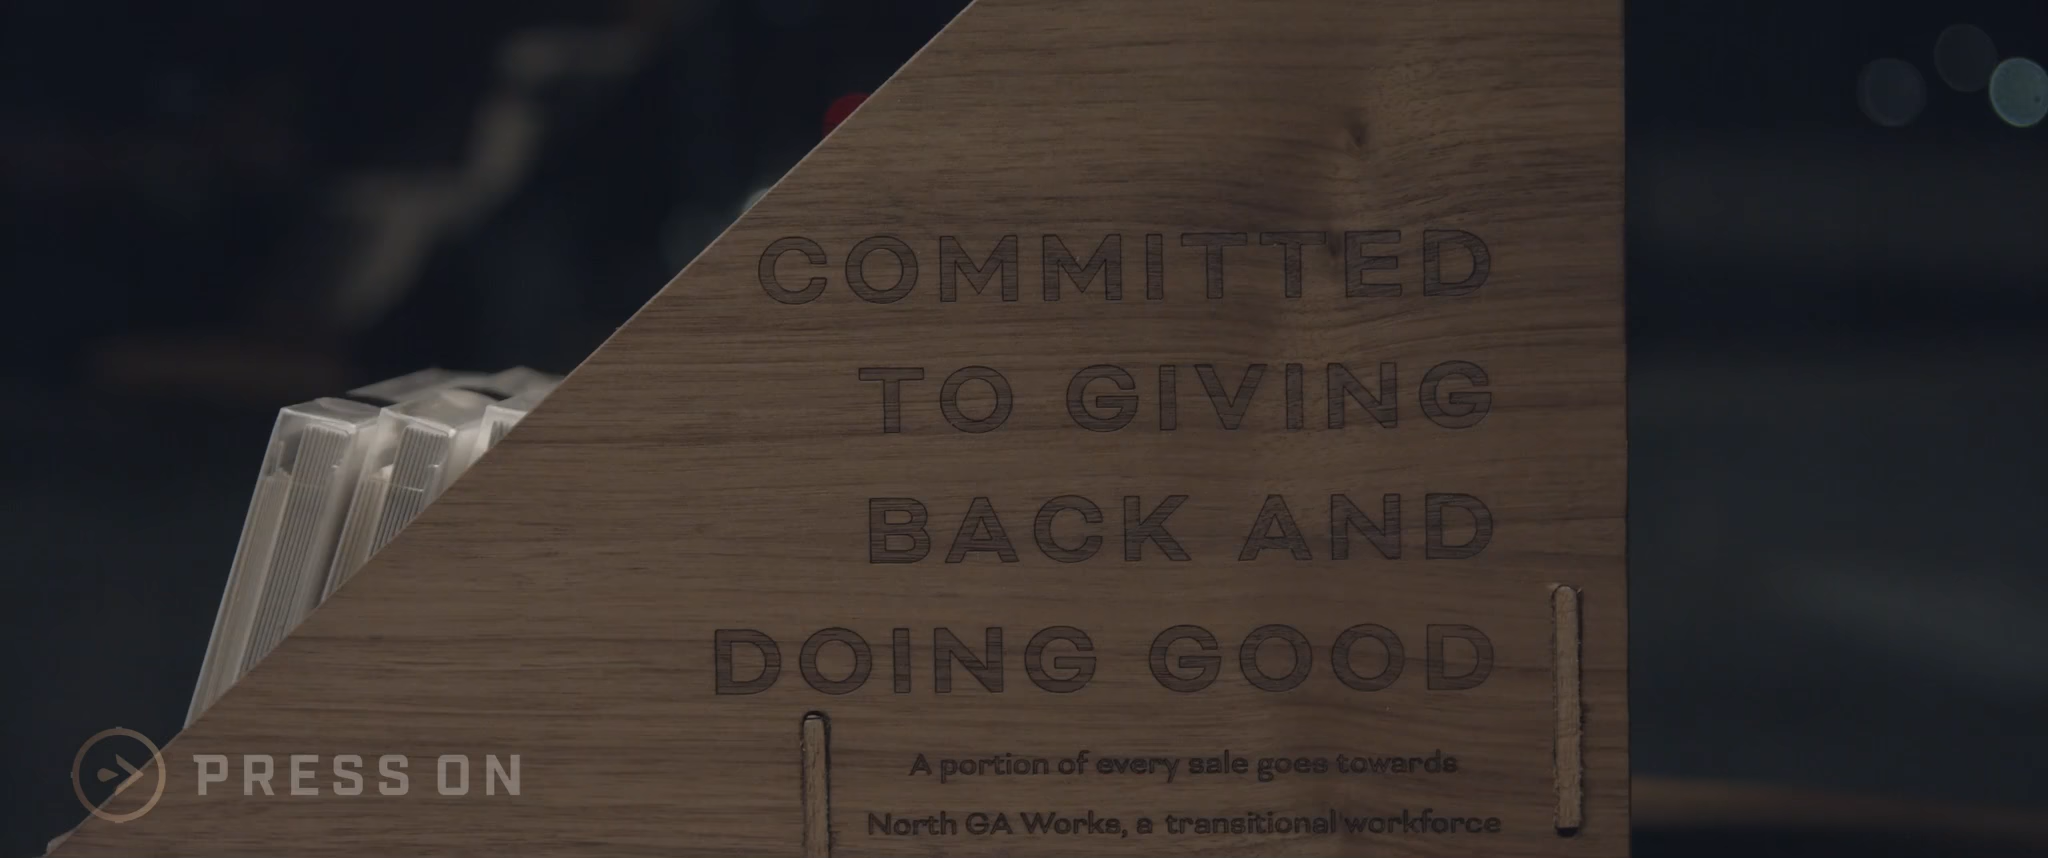 COMMITTED
TO GIVING
BACK AND
DOING GOOD
A portion of every sale goes towards
North GA Works, a transitional workforce
PRESS ON